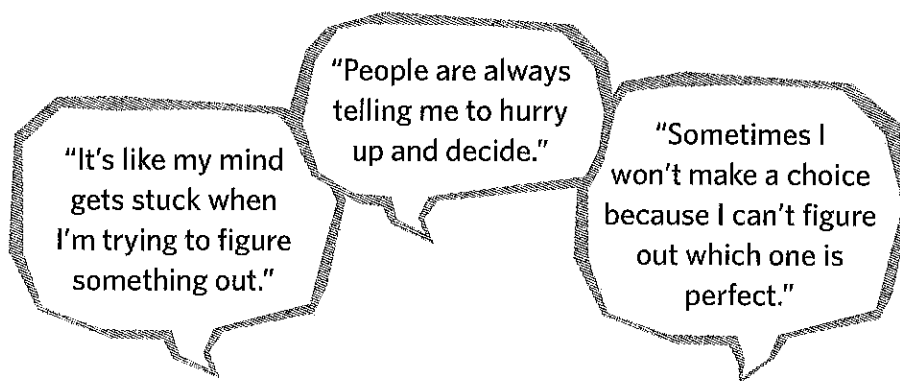 "It's like my mind
gets stuck when
I'm trying to figure
something out."
"People are always
telling me to hurry
up and decide."
"Sometimes I
won't make a choice
because I can't figure
out which one is
perfect."